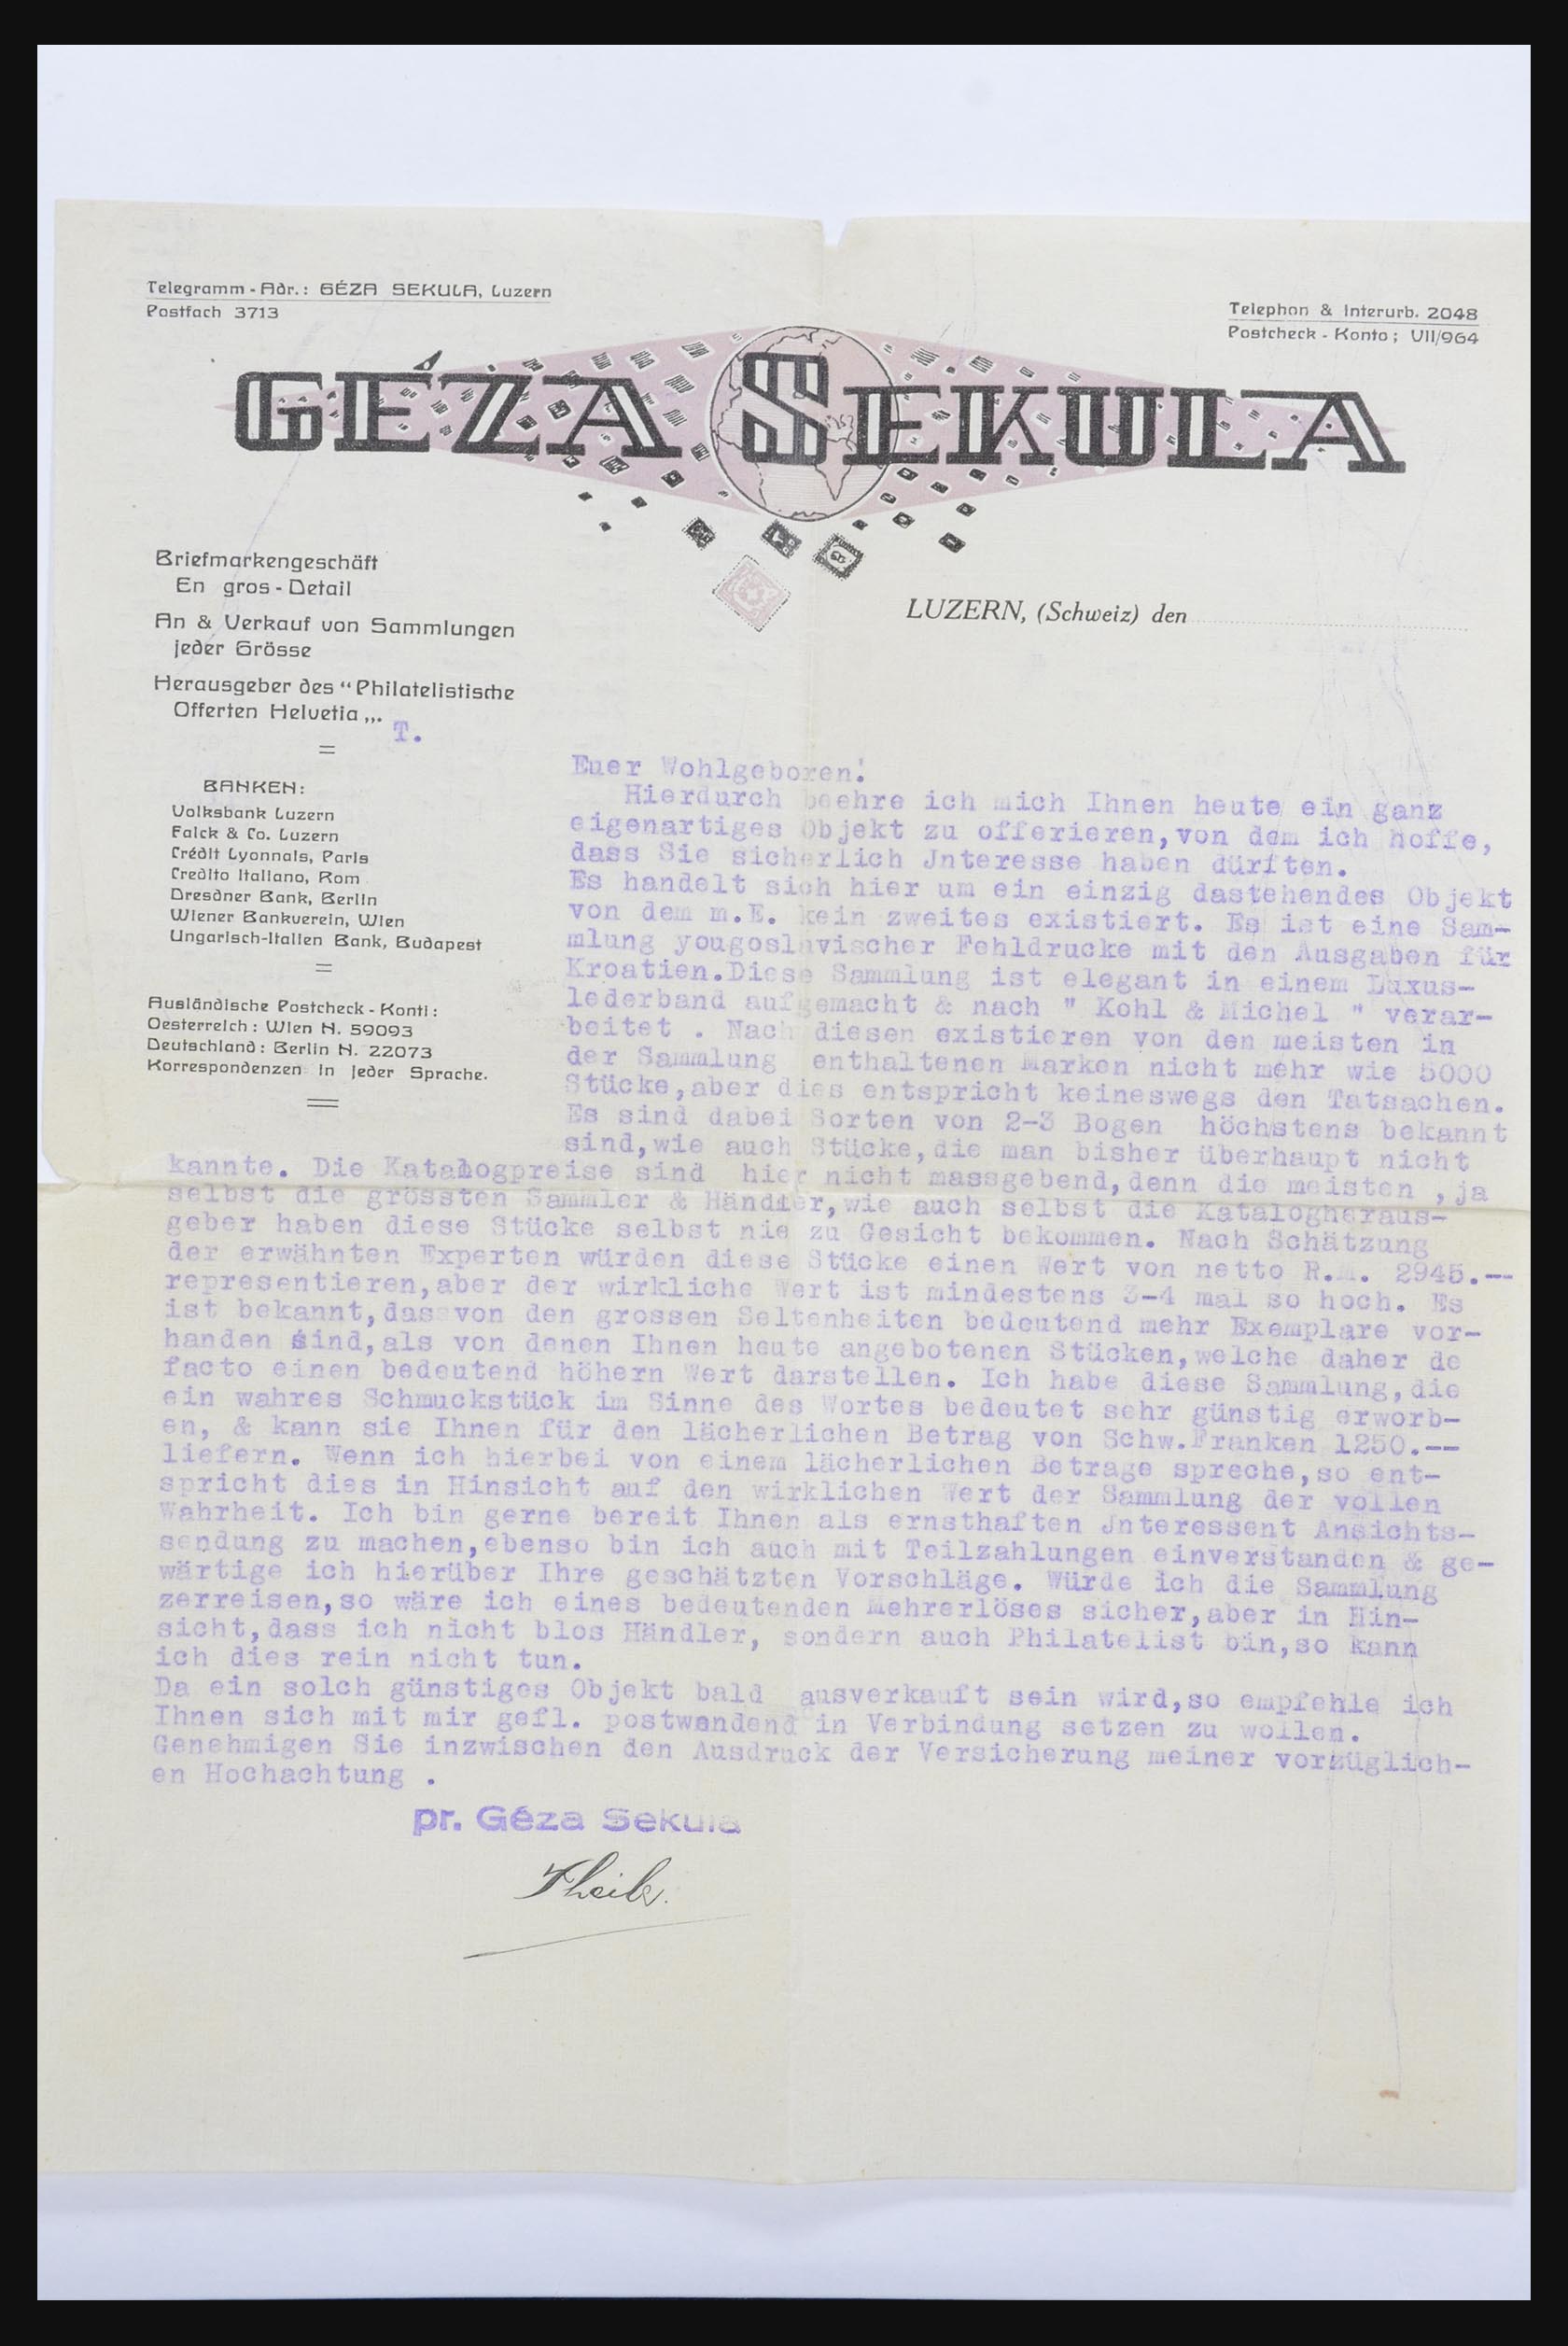 Telegramm - Adr.: GÉZA SEKULA, Luzern
Postfach 3713
Telephon & Interurb. 2048
Postcheck - Konto ; VII/964
GÉZA SEKULA
Briefmarkengeschäft
En gros - Detail
An & Verkauf von Sammlungen
jeder Grösse
Herausgeber des “Philatelistische
Offerten Helvetia „.
LUZERN, (Schweiz) den
T.
BANKEN:
Volksbank Luzern
Falck & Co. Luzern
Crédit Lyonnais, Paris
Credito Italiano, Rom
Dresdner Bank, Berlin
Wiener Bankverein, Wien
Ungarisch-Italien Bank, Budapest
Ausländische Postcheck - Konti :
Oesterreich : Wien N. 59093
Deutschland : Berlin N. 22073
Korrespondenzen in jeder Sprache.
Euer Wohlgeboren!
Hierdurch beehre ich mich Ihnen heute ein ganz
eigenartiges Objekt zu offerieren,von dem ich hoffe,
dass Sie sicherlich Jnteresse haben dürften.
Es handelt sich hier um ein einzig dastehendes Objekt
von dem m.E. kein zweites existiert. Es ist eine Sam-
mlung yougoslavischer Fehldrucke mit den Ausgaben für
Kroatien.Diese Sammlung ist elegant in einem Luxus-
lederband aufgemacht & nach " Kohl & Michel " verar-
beitet . Nach diesen existieren von den meisten in
der Sammlung enthaltenen Marken nicht mehr wie 5000
Stücke,aber dies entspricht keineswegs den Tatsachen.
Es sind dabei Sorten von 2-3 Bogen höchstens bekannt
sind,wie auch Stücke,die man bisher überhaupt nicht
kannte. Die Katalogpreise sind hier nicht massgebend,denn die meisten ,ja
selbst die grössten Sammler & Händler,wie auch selbst die Katalogheraus-
geber haben diese Stücke selbst nie zu Gesicht bekommen. Nach Schätzung
der erwähnten Experten würden diese Stücke einen Wert von netto R.M. 2945.--
representieren,aber der wirkliche Wert ist mindestens 3-4 mal so hoch. Es
ist bekannt,dass von den grossen Seltenheiten bedeutend mehr Exemplare vor-
handen sind,als von denen Ihnen heute angebotenen Stücken,welche daher de
facto einen bedeutend höhern Wert darstellen. Ich habe diese Sammlung,die
ein wahres Schmuckstück im Sinne des Wortes bedeutet sehr günstig erworb-
en, & kann sie Ihnen für den lächerlichen Betrag von Schw.Franken 1250.--
liefern. Wenn ich hierbei von einem lächerlichen Betrage spreche,so ent-
spricht dies in Hinsicht auf den wirklichen Wert der Sammlung der vollen
Wahrheit. Ich bin gerne bereit Ihnen als ernsthaften Jnteressent Ansichts-
sendung zu machen,ebenso bin ich auch mit Teilzahlungen einverstanden & ge-
wärtige ich hierüber Ihre geschätzten Vorschläge. Würde ich die Sammlung
zerreisen,so wäre ich eines bedeutenden Mehrerlöses sicher,aber in Hin-
sicht,dass ich nicht blos Händler, sondern auch Philatelist bin,so kann
ich dies rein nicht tun.
Da ein solch günstiges Objekt bald ausverkauft sein wird,so empfehle ich
Ihnen sich mit mir gefl. postwendend in Verbindung setzen zu wollen.
Genehmigen Sie inzwischen den Ausdruck der Versicherung meiner vorzüglich-
en Hochachtung .
pr. Géza Sekula